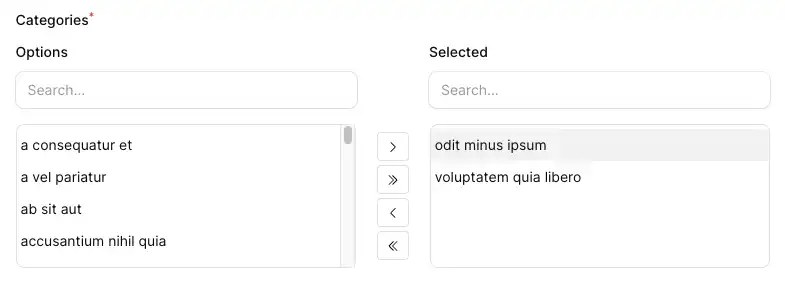 Categories*
Options
Search...
a consequatur et
a vel pariatur
ab sit aut
accusantium nihil quia
Selected
Search...
odit minus ipsum
voluptatem quia libero